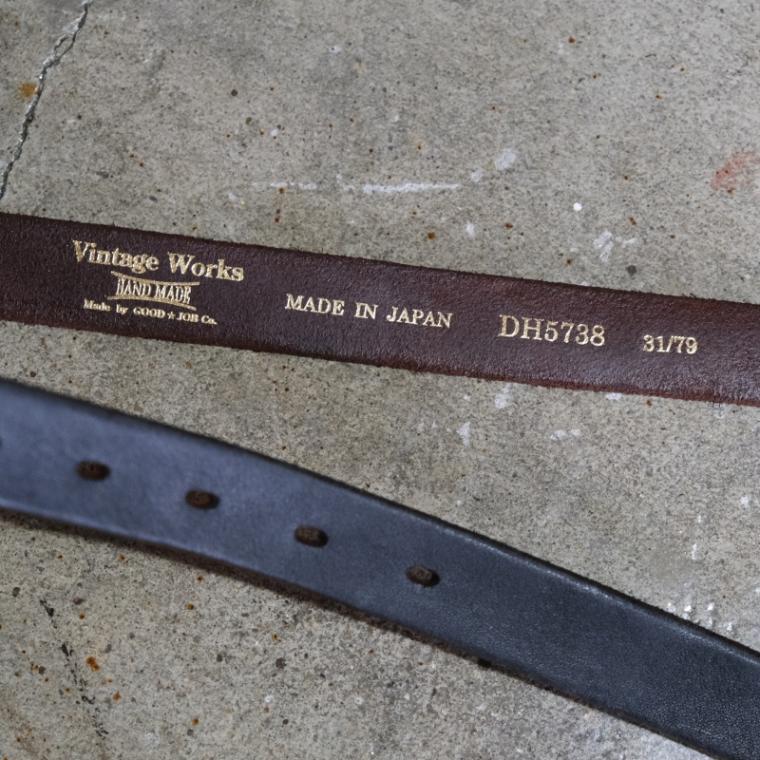 Vintage Works
HAND MADE
Made by GOOD★JOB Co.
MADE IN JAPAN
DH5738
31/79